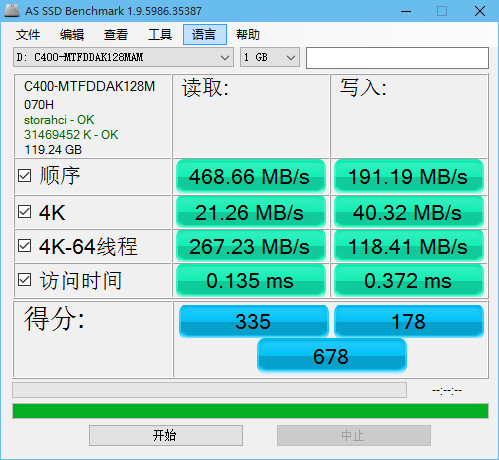 AS SSD Benchmark 1.9.5986.35387
文件 编辑 查看 工具 语言 帮助
D: C400-MTFDDAK128MAM 1 GB
C400-MTFDDAK128M 读取: 写入:
070H
storahci - OK
31469452 K - OK
119.24 GB
顺序 468.66 MB/s 191.19 MB/s
4K 21.26 MB/s 40.32 MB/s
4K-64线程 267.23 MB/s 118.41 MB/s
访问时间 0.135 ms 0.372 ms
得分: 335 178
678
--:--:--
开始 中止